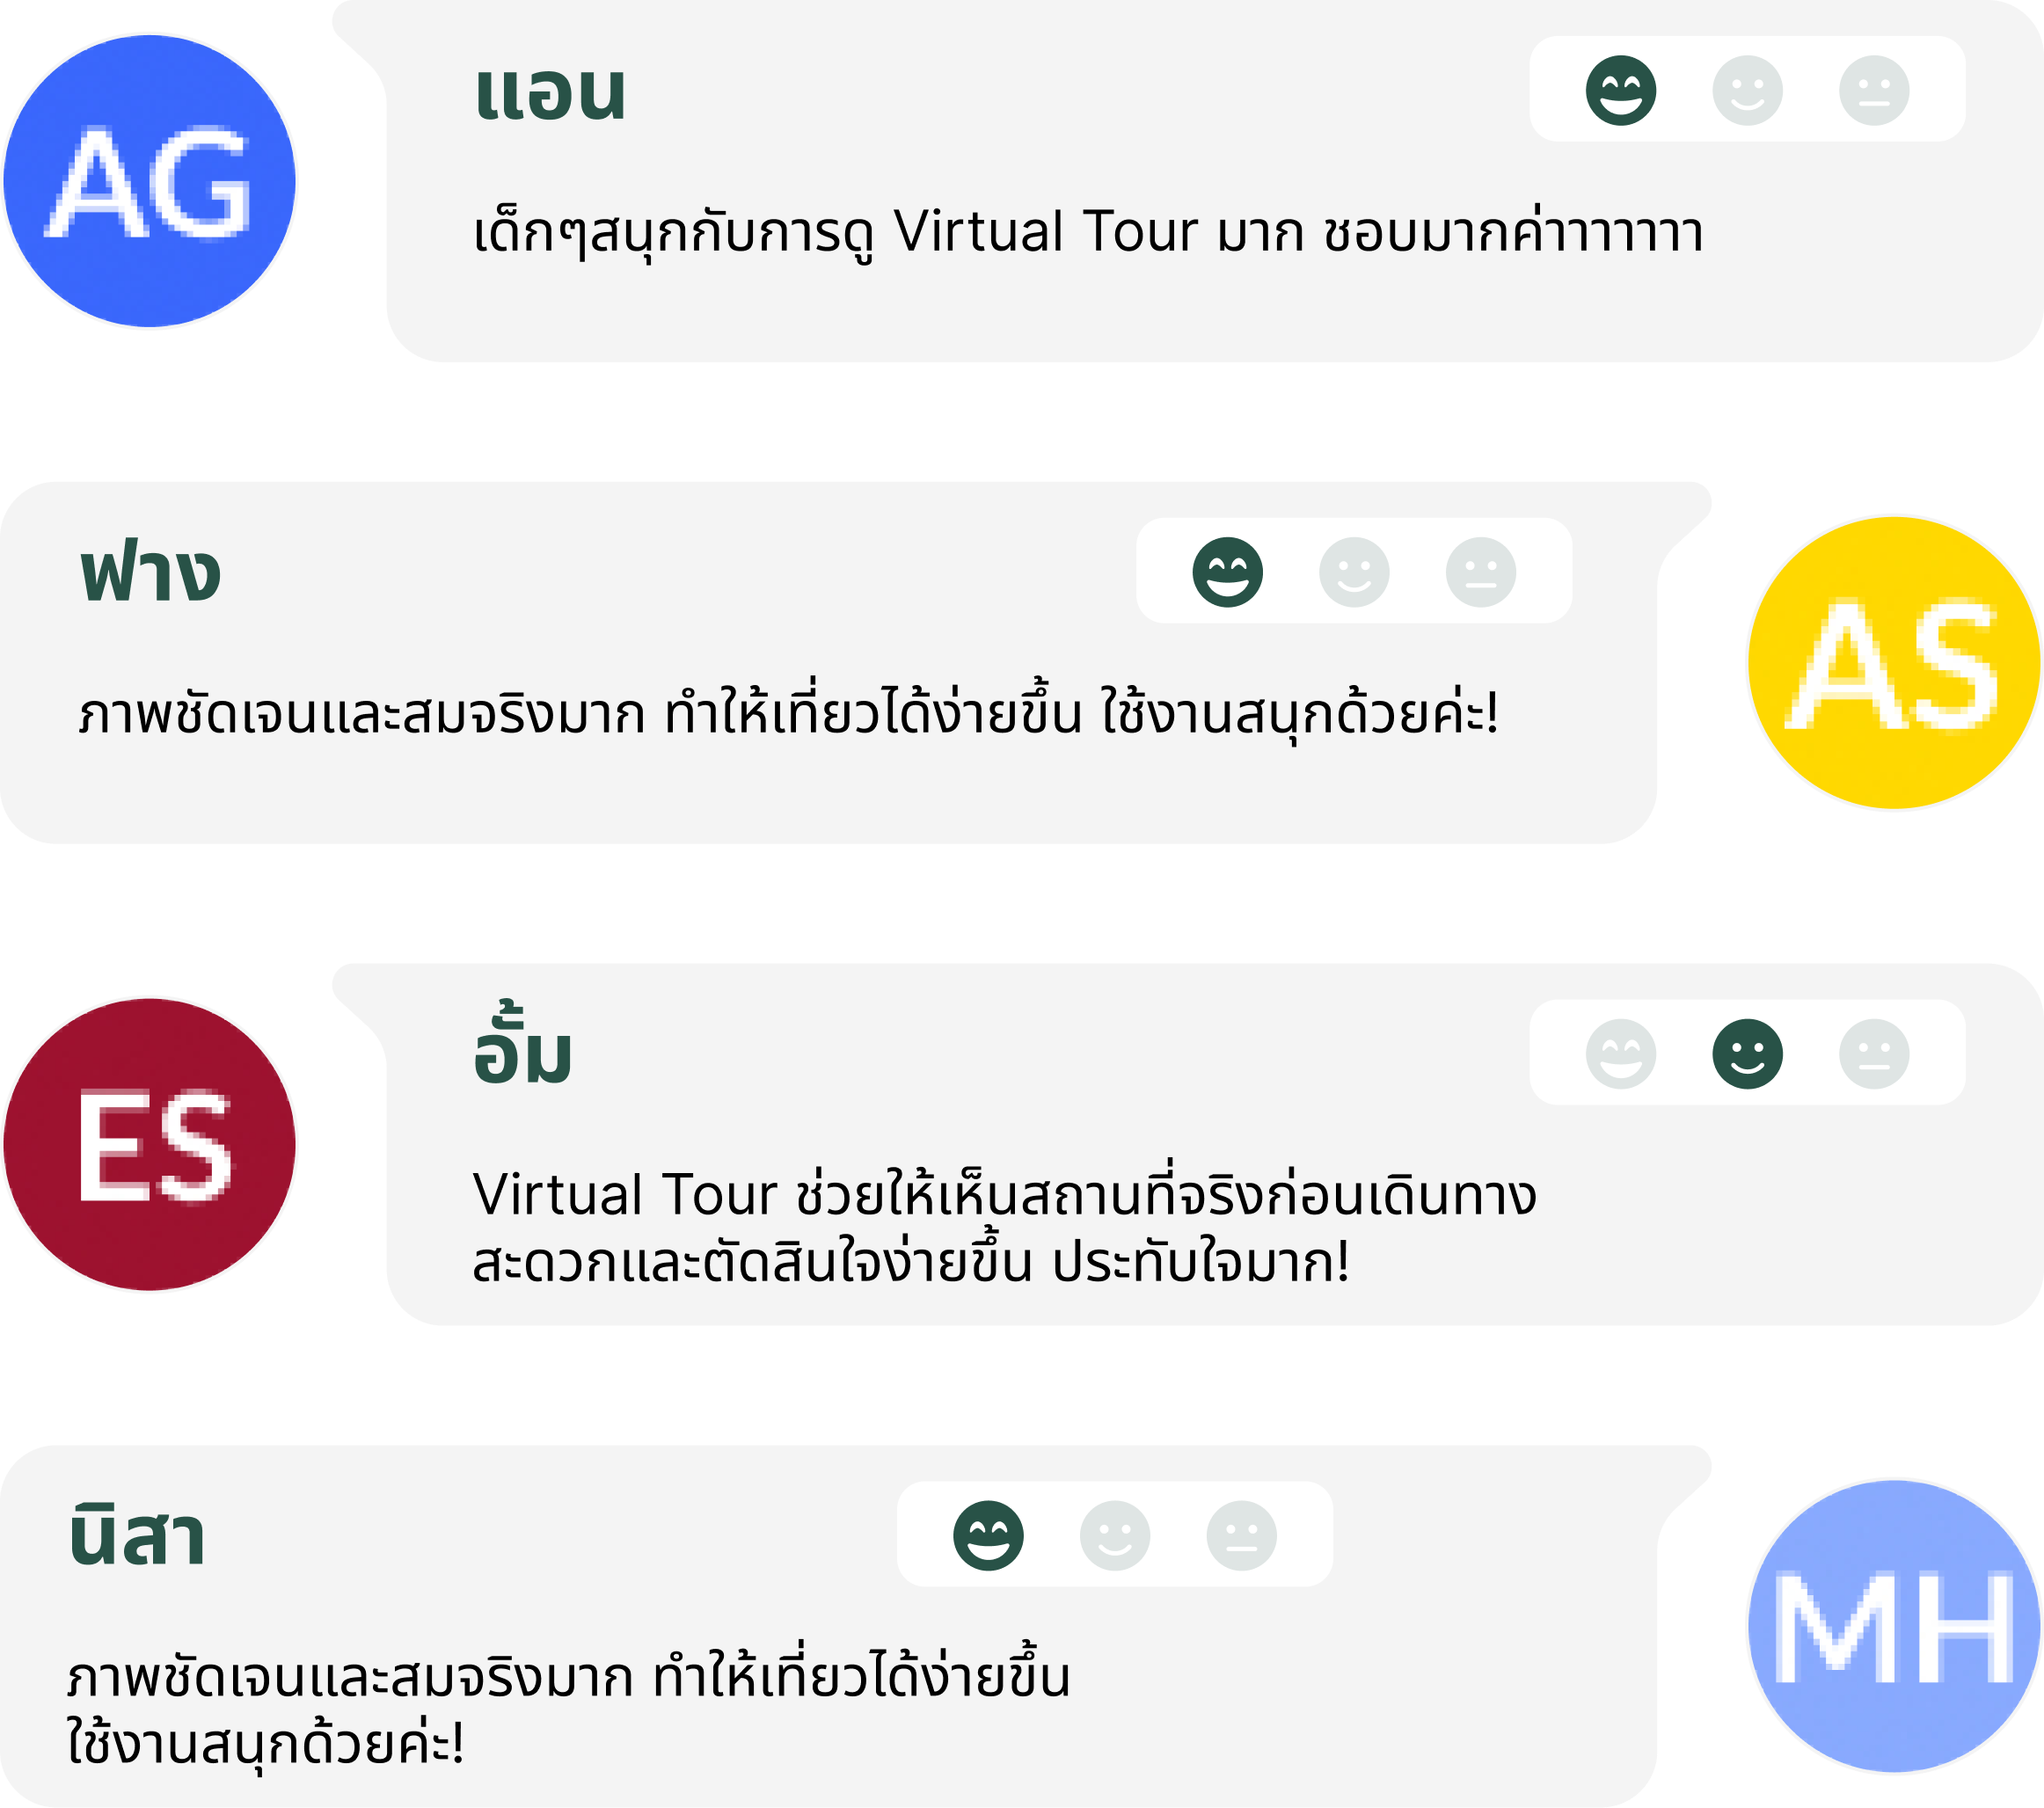 AG
แอน
เด็กๆสนุกกับการดู Virtual Tour มาก ชอบมากค่าาาาาา
ฟาง
ภาพชัดเจนและสมจริงมาก ทำให้เที่ยวได้ง่ายขึ้น ใช้งานสนุกด้วยค่ะ!
AS
ES
อั้ม
Virtual Tour ช่วยให้เห็นสถานที่จริงก่อนเดินทาง
สะดวกและตัดสินใจง่ายขึ้น ประทับใจมาก!
นิสา
ภาพชัดเจนและสมจริงมาก ทำให้เที่ยวได้ง่ายขึ้น
ใช้งานสนุกด้วยค่ะ!
MH